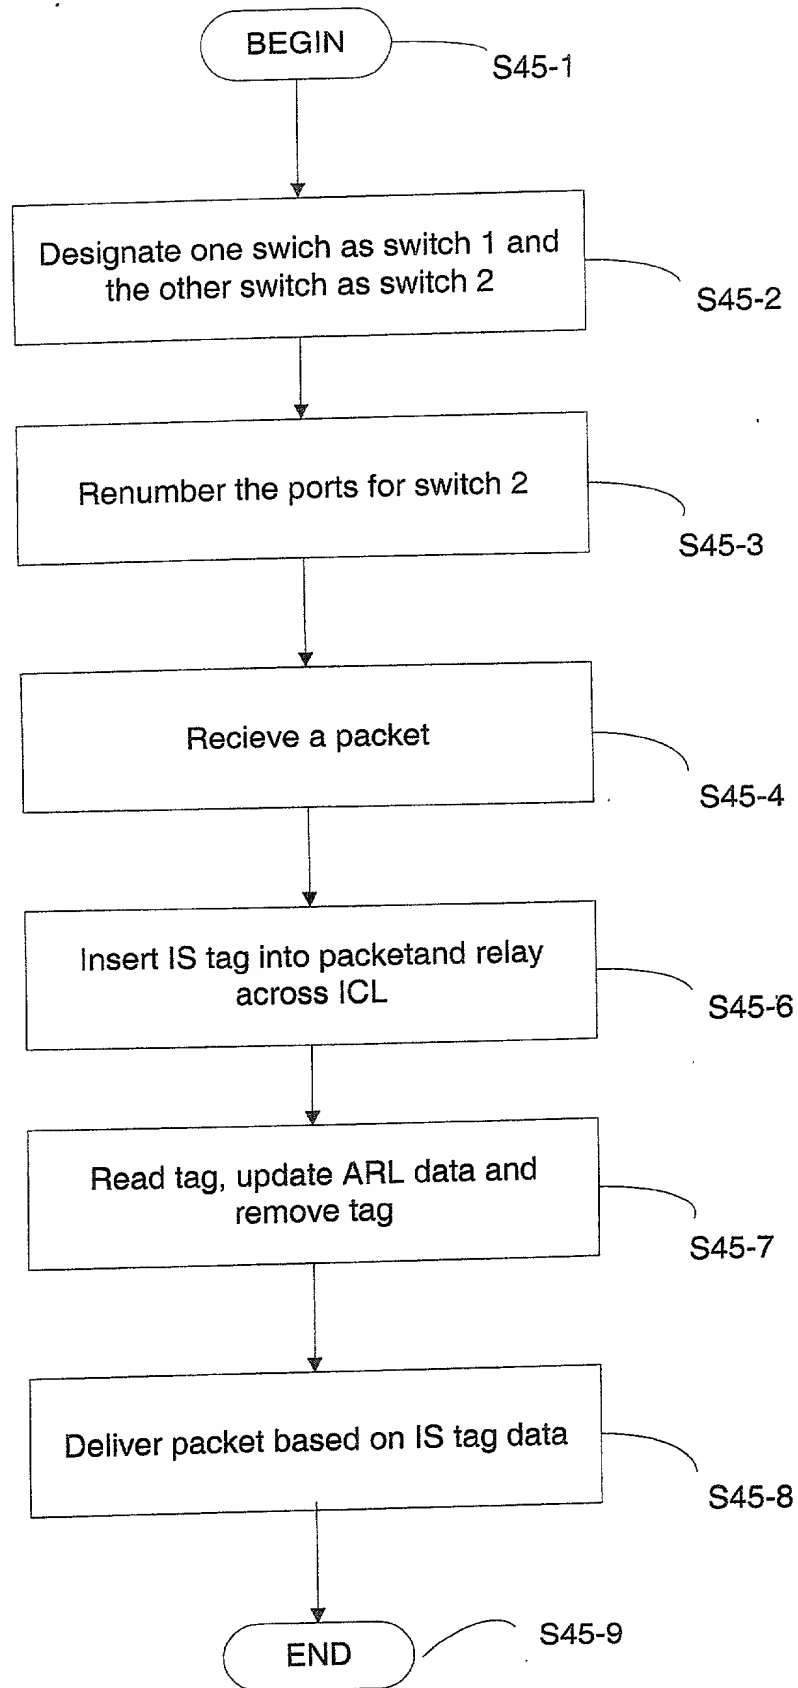 BEGIN
S45-1
Designate one swich as switch 1 and
the other switch as switch 2
S45-2
Renumber the ports for switch 2
S45-3
Recieve a packet
S45-4
Insert IS tag into packetand relay
across ICL
S45-6
Read tag, update ARL data and
remove tag
S45-7
Deliver packet based on IS tag data
S45-8
END
S45-9